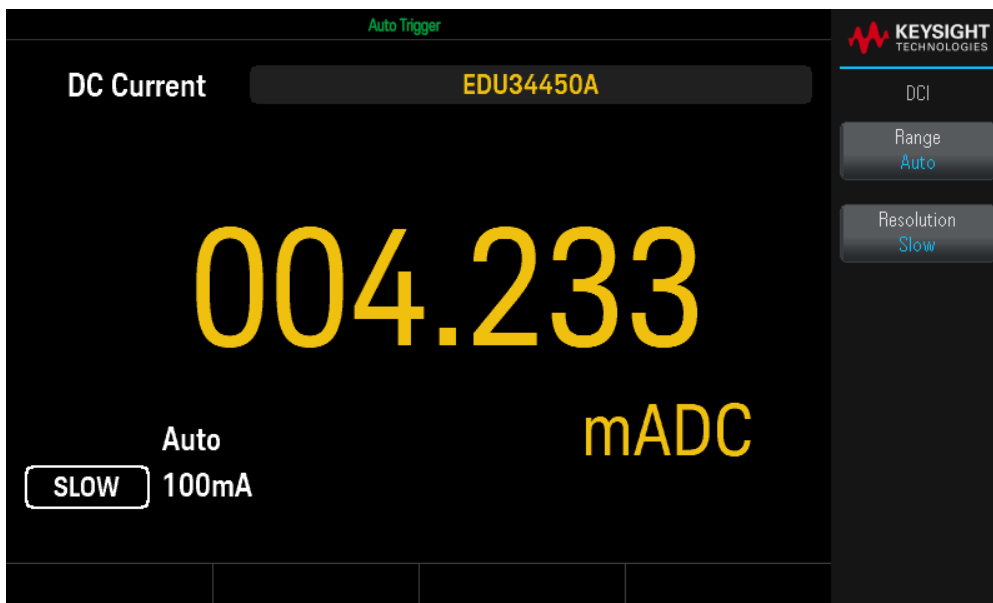 Auto Trigger
KEYSIGHT
TECHNOLOGIES
DC Current
EDU34450A
DCI
Range
Auto
Resolution
Slow
004.233
mADC
Auto
SLOW
100mA